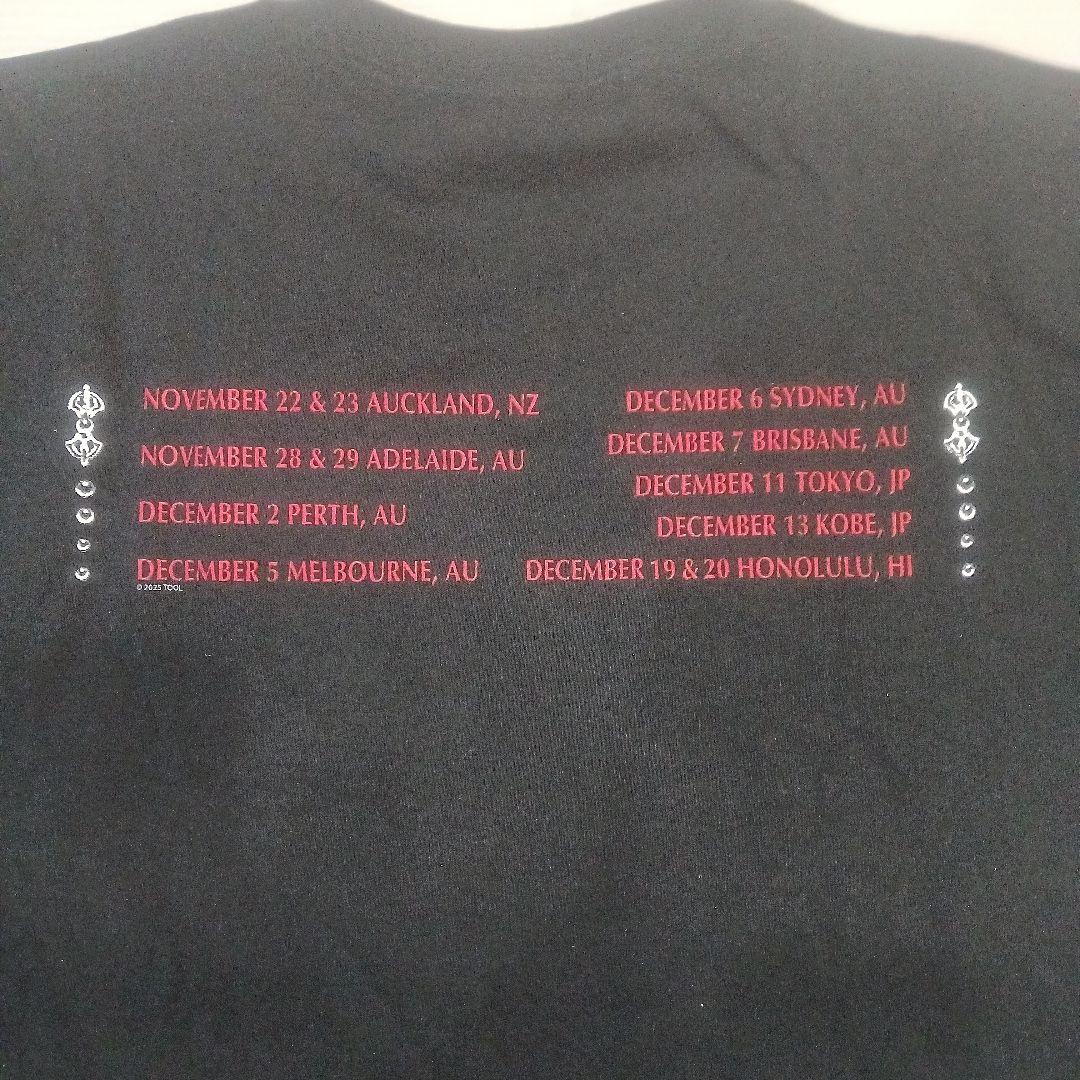 NOVEMBER 22 & 23 AUCKLAND, NZ
NOVEMBER 28 & 29 ADELAIDE, AU
DECEMBER 2 PERTH, AU
DECEMBER 5 MELBOURNE, AU
© 2025 TOOL
DECEMBER 6 SYDNEY, AU
DECEMBER 7 BRISBANE, AU
DECEMBER 11 TOKYO, JP
DECEMBER 13 KOBE, JP
DECEMBER 19 & 20 HONOLULU, HI